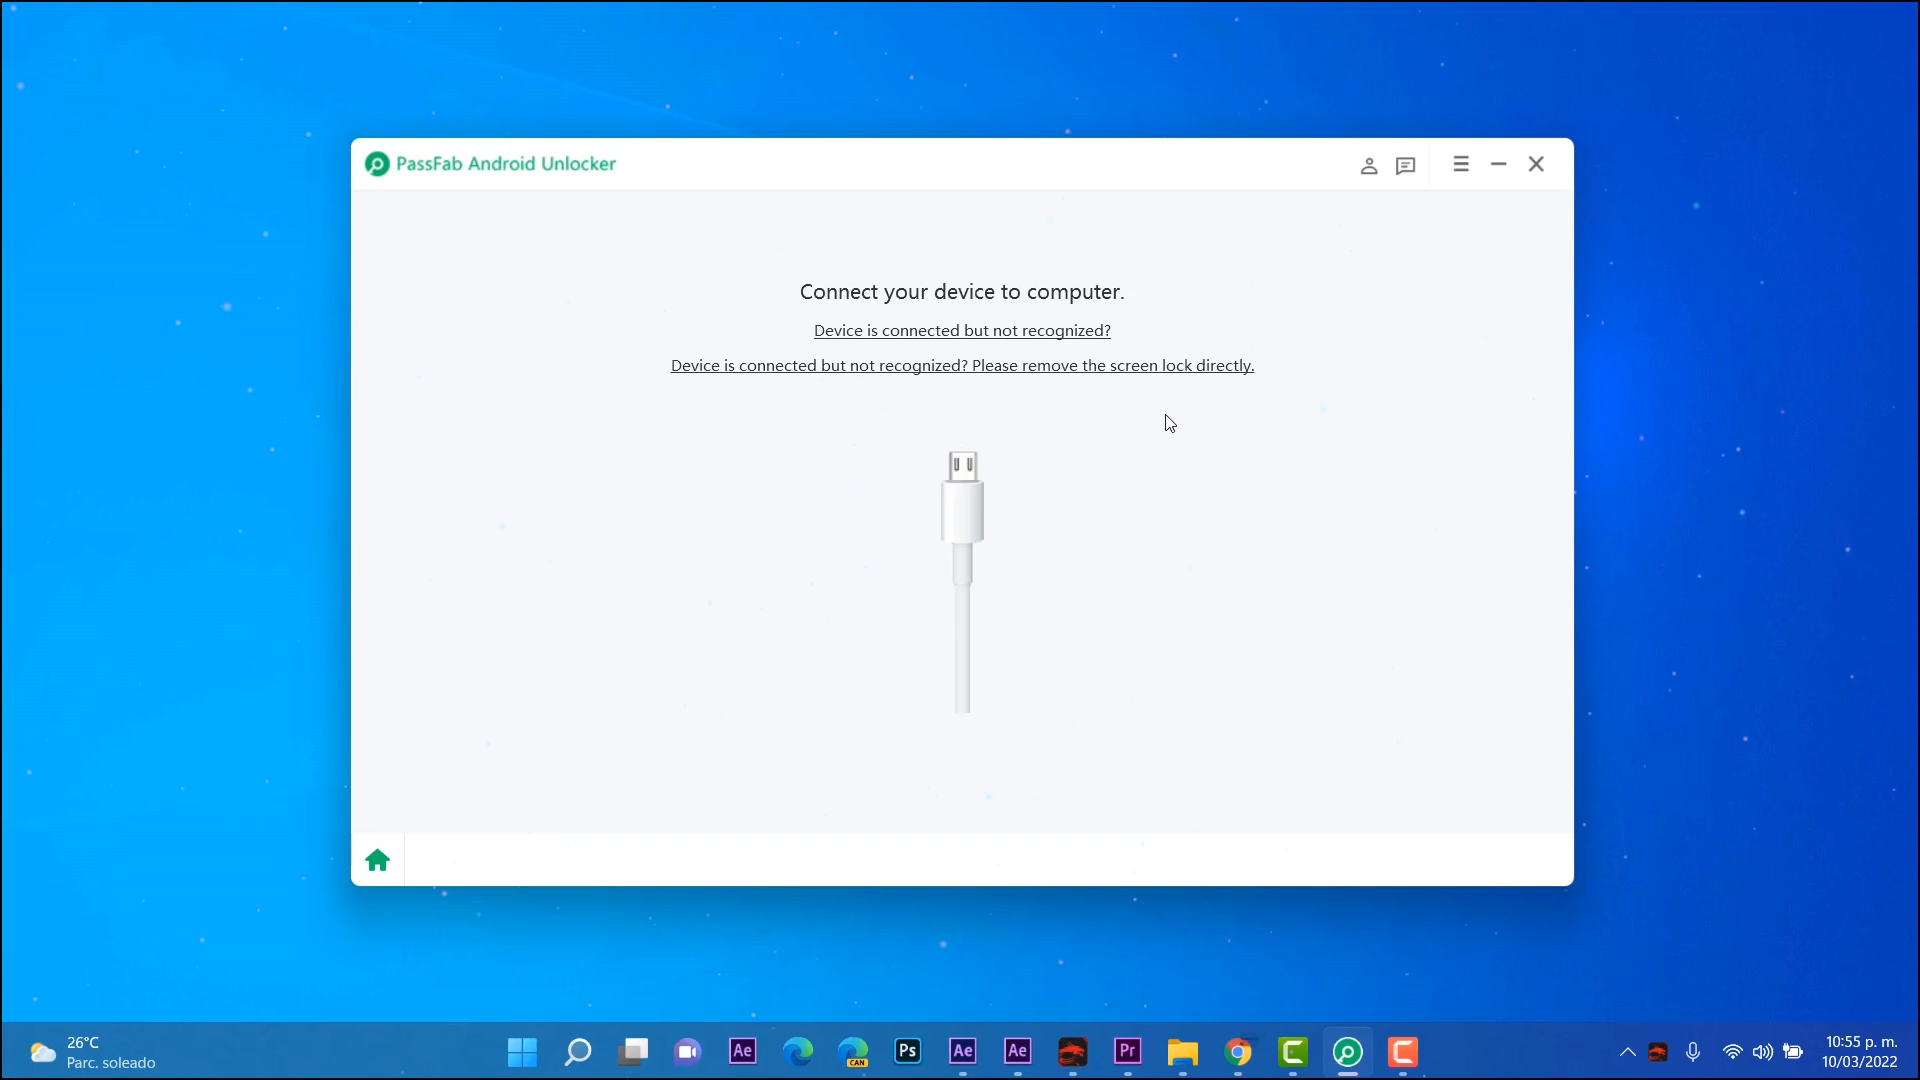 PassFab Android Unlocker
Connect your device to computer.
Device is connected but not recognized?
Device is connected but not recognized? Please remove the screen lock directly.
26°C
Parc. soleado
Ae
CAN
Ps
Ae
Ae
Pr
10:55 p. m.
10/03/2022